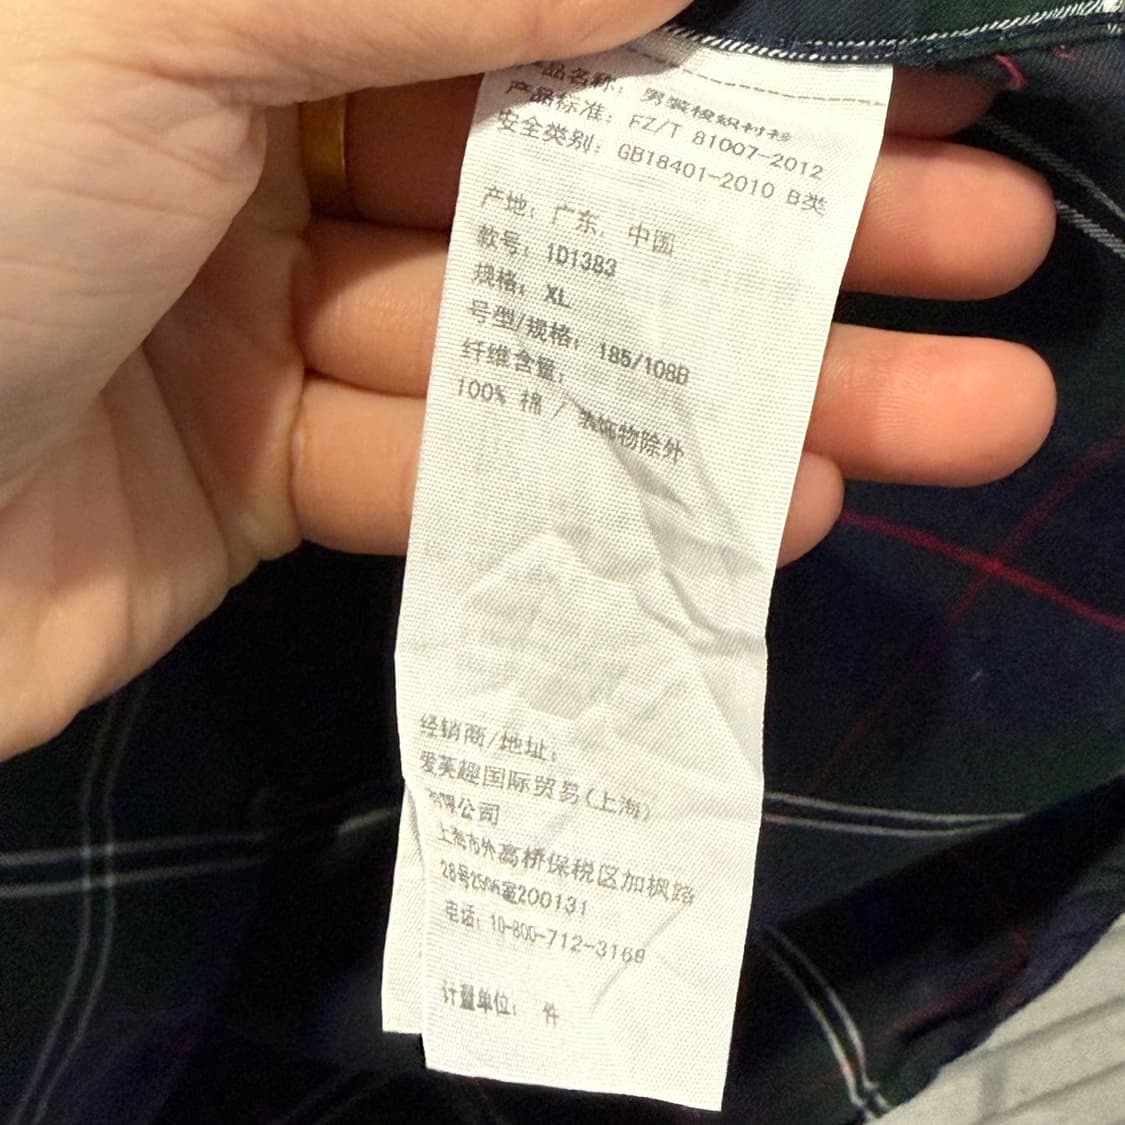 品名称：男装梭织衬衫
产品标准：FZ/T 81007-2012
安全类别：GB18401-2010 B类
产地：广东，中国
款号：1D1383
规格：XL
号型/规格：185/108B
纤维含量：
100% 棉 / 装饰物除外
经销商/地址：
爱芙趣国际贸易(上海)
有限公司
上海市外高桥保税区加枫路
28号2505室200131
电话：10-800-712-3169
计量单位： 件